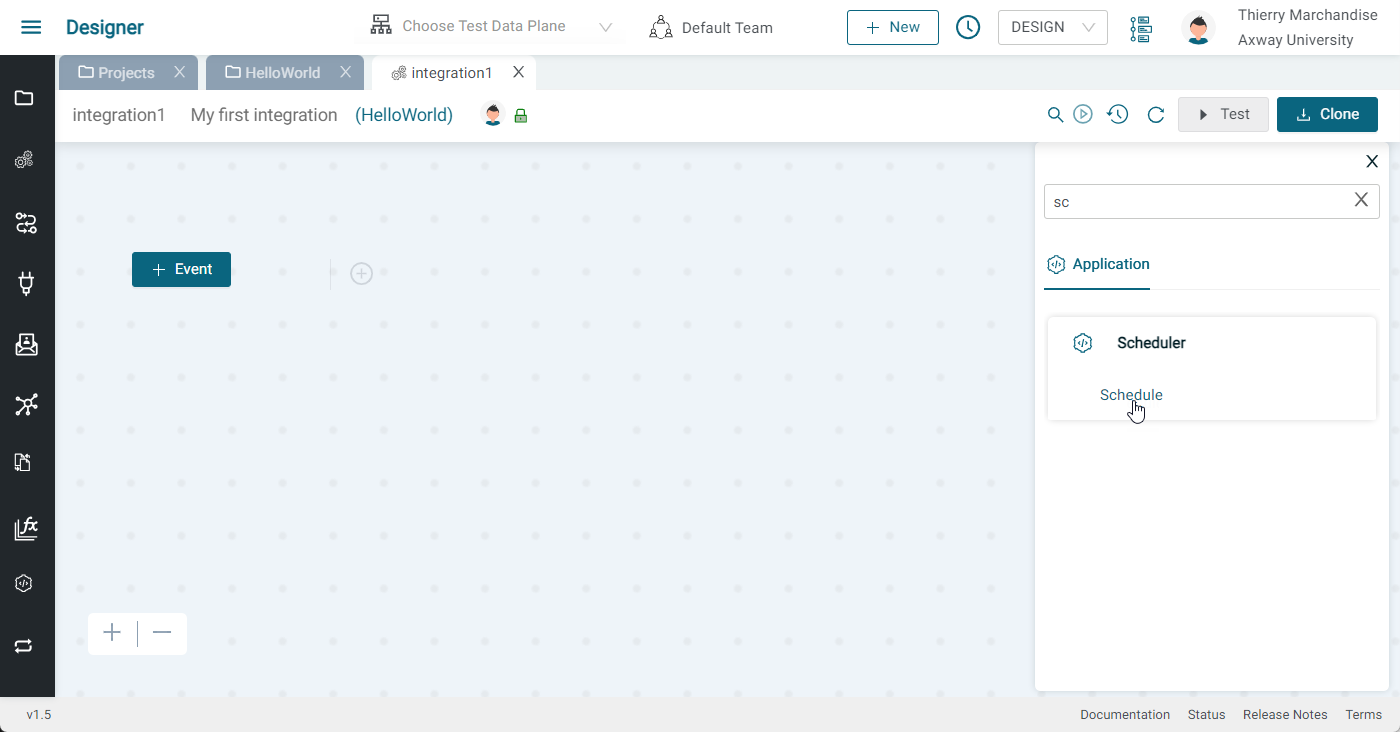 Designer
Choose Test Data Plane
Default Team
New
DESIGN
Thierry Marchandise
Axway University
Projects
HelloWorld
integration1
integration1 My first integration (HelloWorld)
Test
Clone
sc
Event
Application
Scheduler
Schedule
fx
v1.5
Documentation Status Release Notes Terms